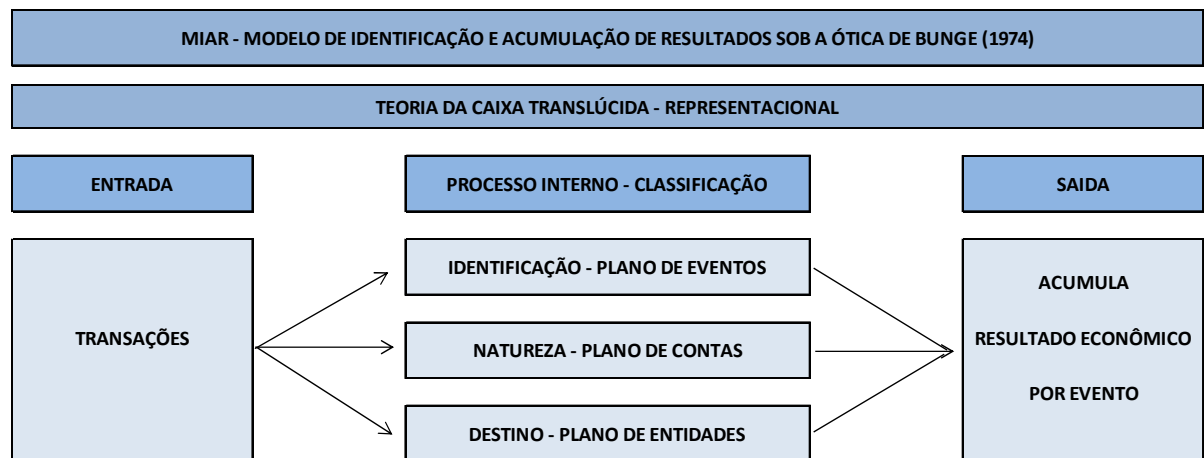 MIAR - MODELO DE IDENTIFICAÇÃO E ACUMULAÇÃO DE RESULTADOS SOB A ÓTICA DE BUNGE (1974)
TEORIA DA CAIXA TRANSLÚCIDA - REPRESENTACIONAL
ENTRADA
PROCESSO INTERNO - CLASSIFICAÇÃO
SAIDA
TRANSAÇÕES
IDENTIFICAÇÃO - PLANO DE EVENTOS
NATUREZA - PLANO DE CONTAS
DESTINO - PLANO DE ENTIDADES
ACUMULA
RESULTADO ECONÔMICO
POR EVENTO